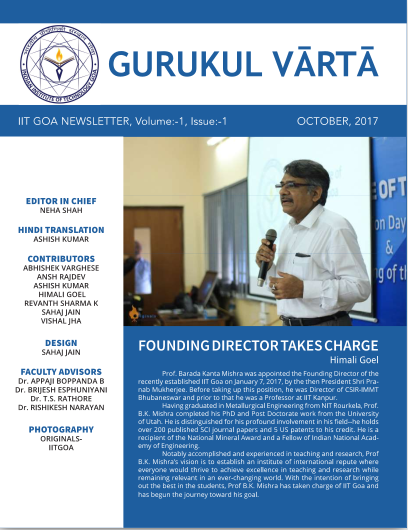 GURUKUL VĀRTĀ
IIT GOA NEWSLETTER, Volume:-1, Issue:-1
OCTOBER, 2017
EDITOR IN CHIEF
NEHA SHAH
HINDI TRANSLATION
ASHISH KUMAR
CONTRIBUTORS
ABHISHEK VARGHESE
ANSH RAJDEV
ASHISH KUMAR
HIMALI GOEL
REVANTH SHARMA K
SAHAJ JAIN
VISHAL JHA
DESIGN
SAHAJ JAIN
FACULTY ADVISORS
Dr. APPAJI BOPPANDA B
Dr. BRIJESH ESPHUNIYANI
Dr. T.S. RATHORE
Dr. RISHIKESH NARAYAN
PHOTOGRAPHY
ORIGINALS-
IITGOA
E OF T
on Day
&
ng of th
FOUNDING DIRECTOR TAKES CHARGE
Himali Goel
Prof. Barada Kanta Mishra was appointed the Founding Director of the
recently established IIT Goa on January 7, 2017, by the then President Shri Pra-
nab Mukherjee. Before taking up this position, he was Director of CSIR-IMMT
Bhubaneswar and prior to that he was a Professor at IIT Kanpur.
Having graduated in Metallurgical Engineering from NIT Rourkela, Prof.
B.K. Mishra completed his PhD and Post Doctorate work from the University
of Utah. He is distinguished for his profound involvement in his field–he holds
over 200 published SCI journal papers and 5 US patents to his credit. He is a
recipient of the National Mineral Award and a Fellow of Indian National Acad-
emy of Engineering.
Notably accomplished and experienced in teaching and research, Prof
B.K. Mishra's vision is to establish an institute of international repute where
everyone would thrive to achieve excellence in teaching and research while
remaining relevant in an ever-changing world. With the intention of bringing
out the best in the students, Prof B.K. Mishra has taken charge of IIT Goa and
has begun the journey toward his goal.